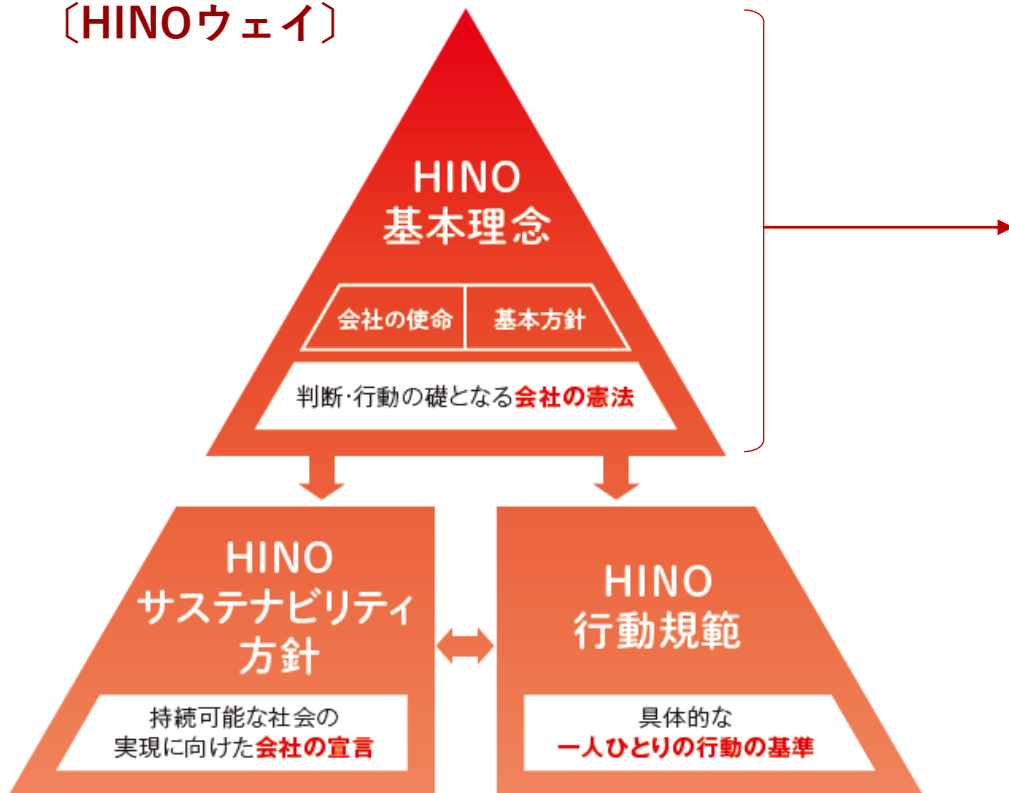 〔HINOウェイ〕
HINO
基本理念
会社の使命
基本方針
判断・行動の礎となる会社の憲法
HINO
サステナビリティ
方針
持続可能な社会の
実現に向けた会社の宣言
HINO
行動規範
具体的な
一人ひとりの行動の基準